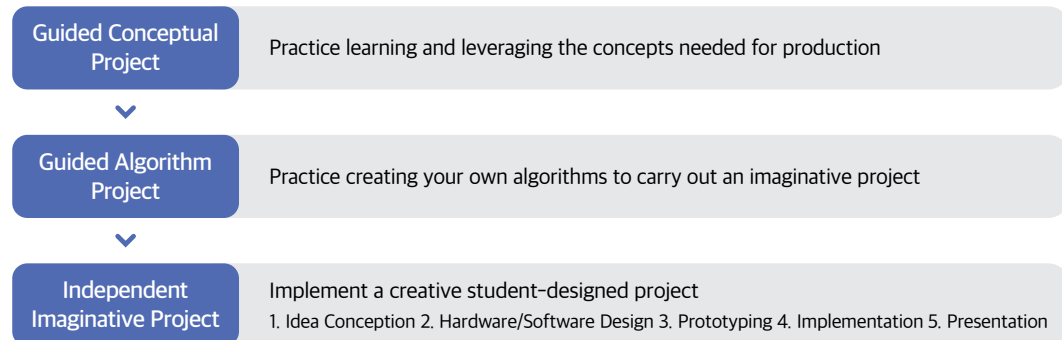 Guided Conceptual
Project
Practice learning and leveraging the concepts needed for production
Guided Algorithm
Project
Practice creating your own algorithms to carry out an imaginative project
Independent
Imaginative Project
Implement a creative student-designed project
1. Idea Conception 2. Hardware/Software Design 3. Prototyping 4. Implementation 5. Presentation